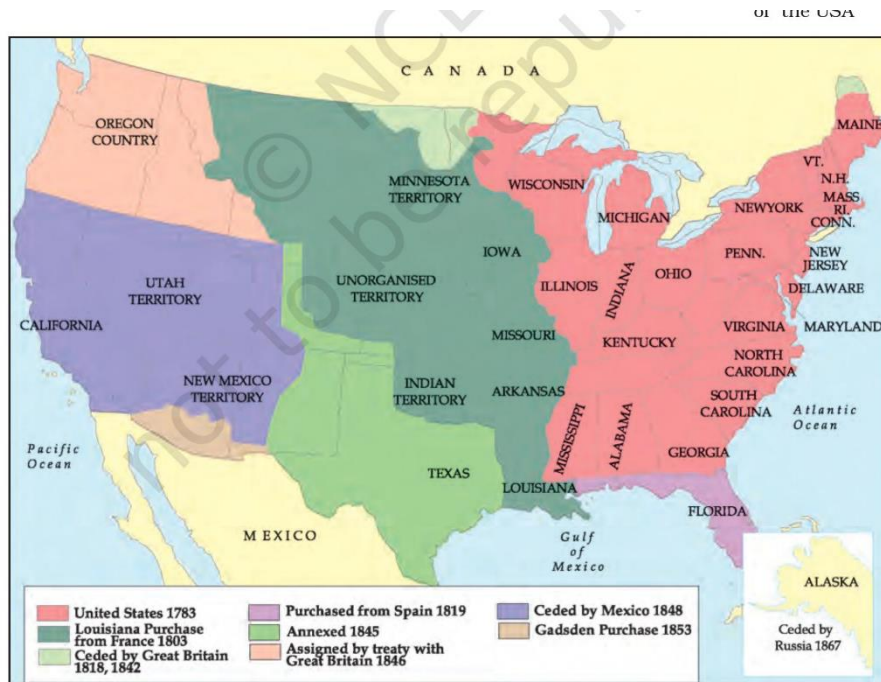 of the USA
© NCE
not to be repu
CANADA
OREGON
COUNTRY
MAINE
VT.
N.H.
MASS
RI.
CONN.
MINNESOTA
TERRITORY
WISCONSIN
MICHIGAN
NEWYORK
IOWA
PENN.
NEW
JERSEY
UTAH
TERRITORY
UNORGANISED
TERRITORY
ILLINOIS
INDIANA
OHIO
DELAWARE
CALIFORNIA
MISSOURI
KENTUCKY
VIRGINIA
MARYLAND
NORTH
CAROLINA
NEW MEXICO
TERRITORY
INDIAN
TERRITORY
ARKANSAS
SOUTH
CAROLINA
Atlantic
Ocean
Pacific
Ocean
MISSISSIPPI
ALABAMA
GEORGIA
TEXAS
LOUISIANA
FLORIDA
MEXICO
Gulf
of
Mexico
ALASKA
Ceded by
Russia 1867
United States 1783
Louisiana Purchase
from France 1803
Ceded by Great Britain
1818, 1842
Purchased from Spain 1819
Annexed 1845
Assigned by treaty with
Great Britain 1846
Ceded by Mexico 1848
Gadsden Purchase 1853